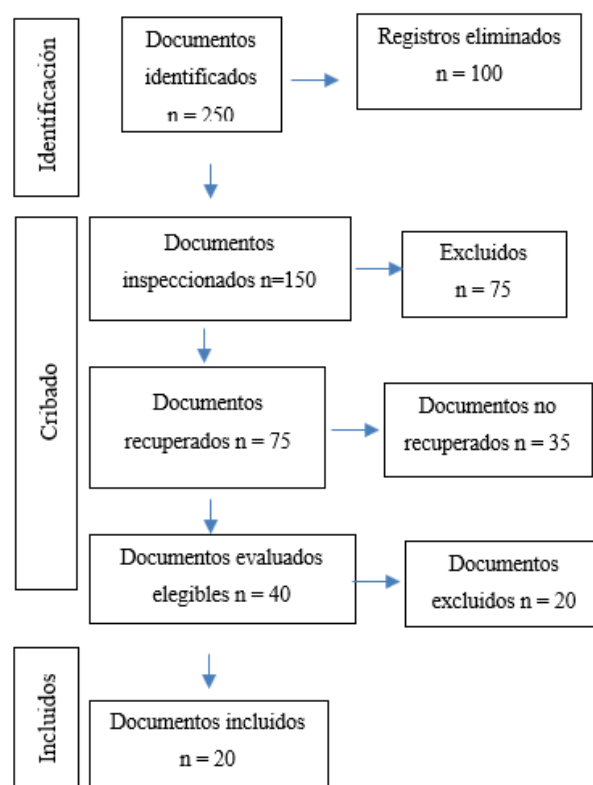 Identificación
Documentos
identificados
n = 250
Registros eliminados
n = 100
Cribado
Documentos
inspeccionados n=150
Excluidos
n = 75
Documentos
recuperados n = 75
Documentos no
recuperados n = 35
Documentos evaluados
elegibles n = 40
Documentos
excluidos n = 20
Incluidos
Documentos incluidos
n = 20